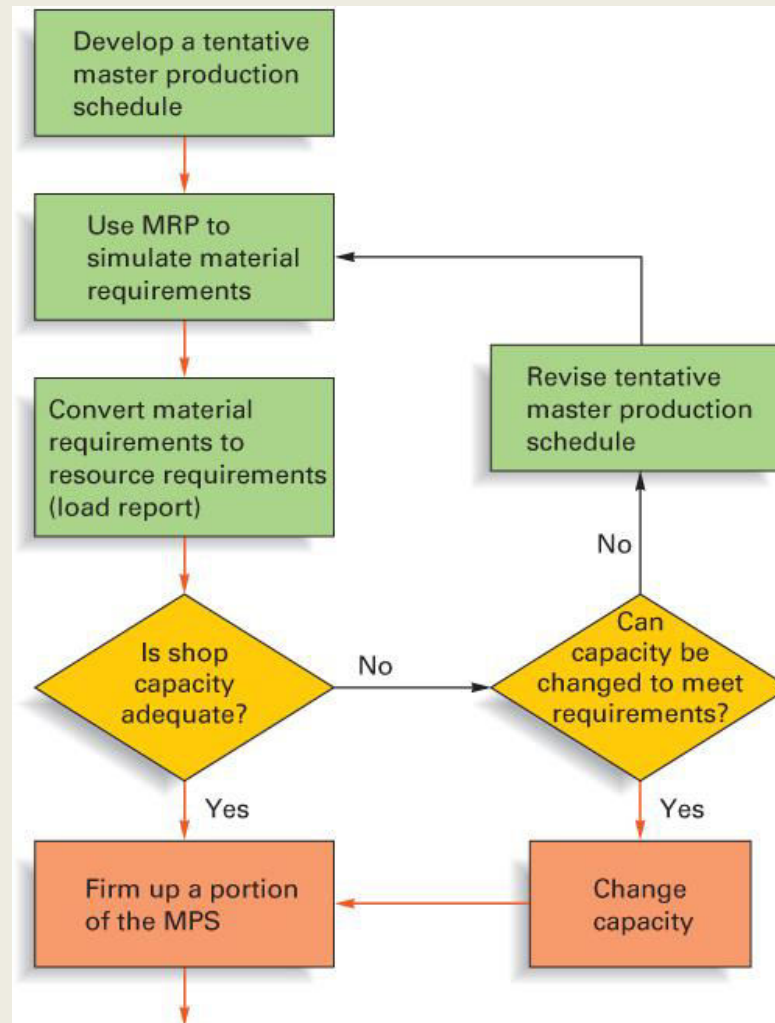 Develop a tentative
master production
schedule
Use MRP to
simulate material
requirements
Convert material
requirements to
resource requirements
(load report)
Revise tentative
master production
schedule
No
Is shop
capacity
adequate?
No
Can
capacity be
changed to meet
requirements?
Yes
Yes
Firm up a portion
of the MPS
Change
capacity